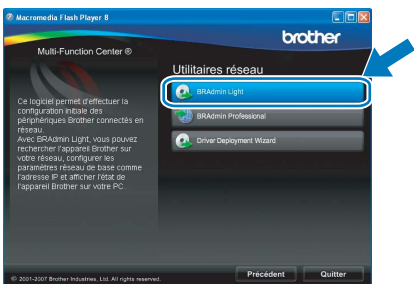 Macromedia Flash Player 8
brother
Multi-Function Center ®
Utilitaires réseau
BRAdmin Light
BRAdmin Professional
Driver Deployment Wizard
Ce logiciel permet d'effectuer la
configuration initiale des
périphériques Brother connectés en
réseau.
Avec BRAdmin Light, vous pouvez
rechercher l'appareil Brother sur
votre réseau, configurer les
paramètres réseau de base comme
l'adresse IP et afficher l'état de
l'appareil Brother sur votre PC.
Précédent
Quitter
© 2001-2007 Brother Industries, Ltd. All rights reserved.